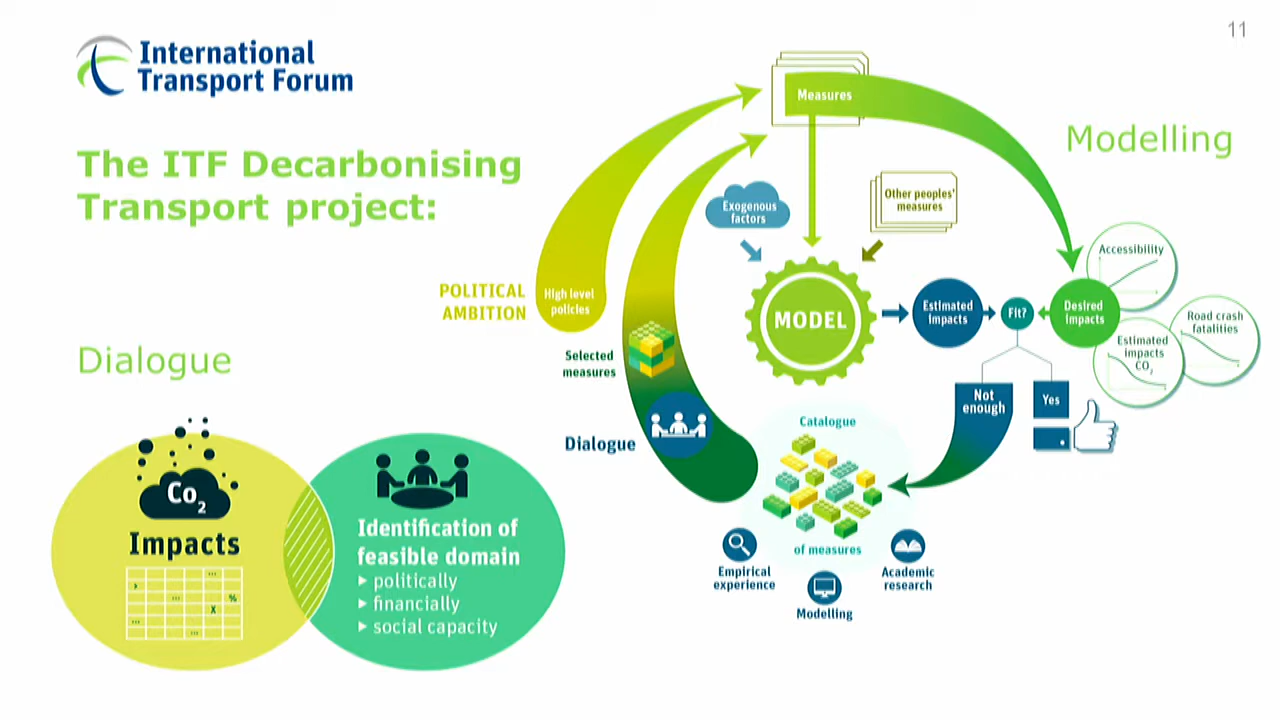 11
International
Transport Forum
The ITF Decarbonising
Transport project:
Measures
Modelling
Exogenous
factors
Other peoples'
measures
POLITICAL
AMBITION
High level
policies
MODEL
Estimated
impacts
Fit?
Desired
impacts
Accessibility
Road crash
fatalities
Estimated
impacts
CO2
Dialogue
Selected
measures
Not
enough
Yes
Dialogue
Catalogue
of measures
Empirical
experience
Modelling
Academic
research
Co2
Impacts
...
›
...
%
X
...
...
Identification of
feasible domain
▸ politically
▸ financially
▸ social capacity